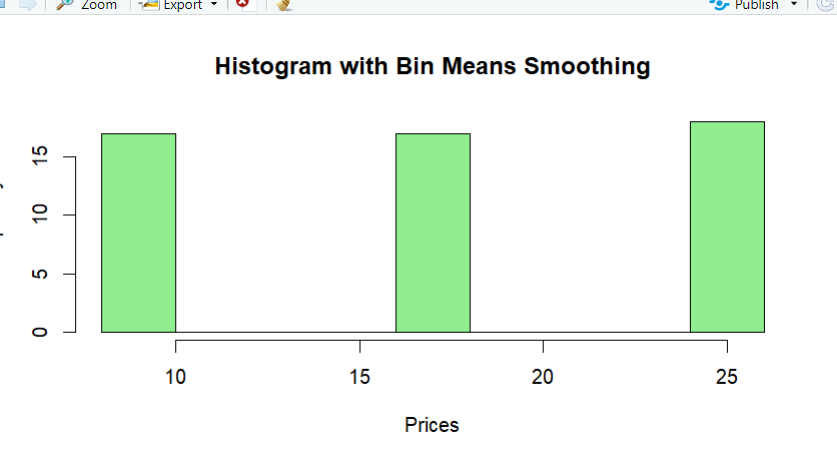 Zoom Export Publish
Histogram with Bin Means Smoothing
15
10
5
0
10 15 20 25
Prices